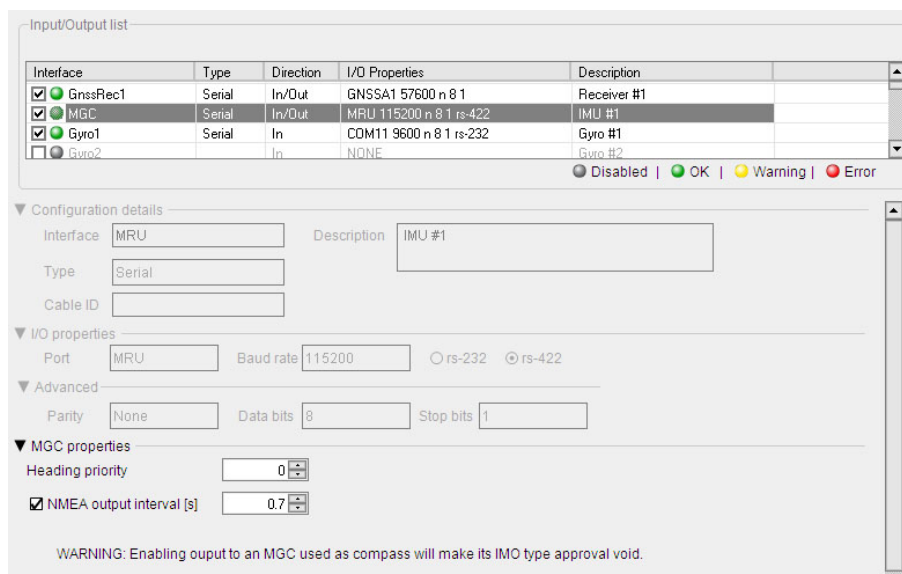 Input/Output list
Interface Type Direction I/O Properties Description
GnssRec1 Serial In/Out GNSSA1 57600 n 8 1 Receiver #1
MGC Serial In/Out MRU 115200 n 8 1 rs-422 IMU #1
Gyro1 Serial In COM11 9600 n 8 1 rs-232 Gyro #1
Gyro2 In NONE Gyro #2
Disabled | OK | Warning | Error
Configuration details
Interface MRU Description IMU #1
Type Serial
Cable ID
I/O properties
Port MRU Baud rate 115200 rs-232 rs-422
Advanced
Parity None Data bits 8 Stop bits 1
MGC properties
Heading priority 0
NMEA output interval [s] 0.7
WARNING: Enabling ouput to an MGC used as compass will make its IMO type approval void.